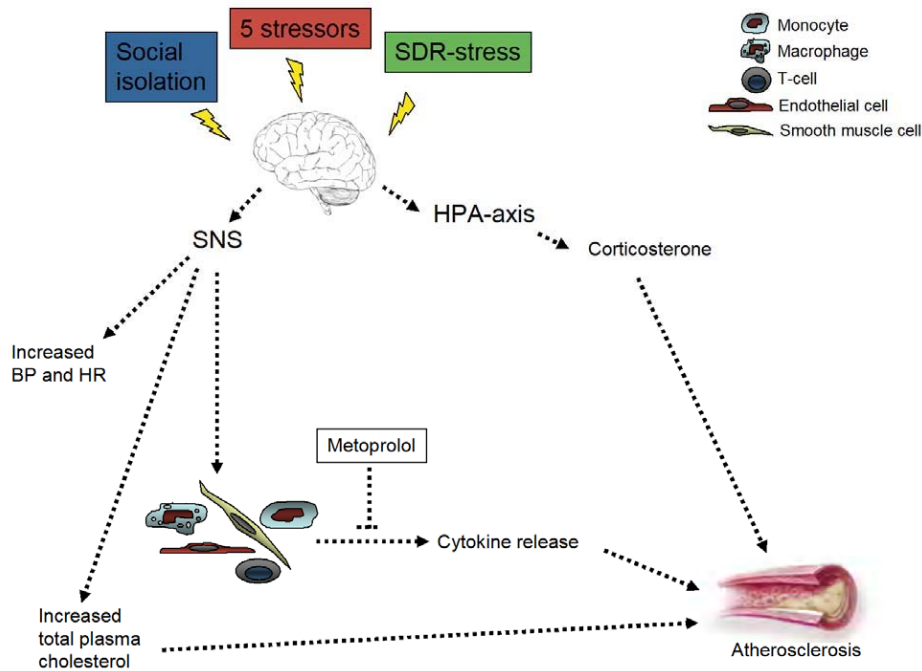 Social
isolation
5 stressors
SDR-stress
Monocyte
Macrophage
T-cell
Endothelial cell
Smooth muscle cell
HPA-axis
SNS
Corticosterone
Increased
BP and HR
Metoprolol
Cytokine release
Increased
total plasma
cholesterol
Atherosclerosis